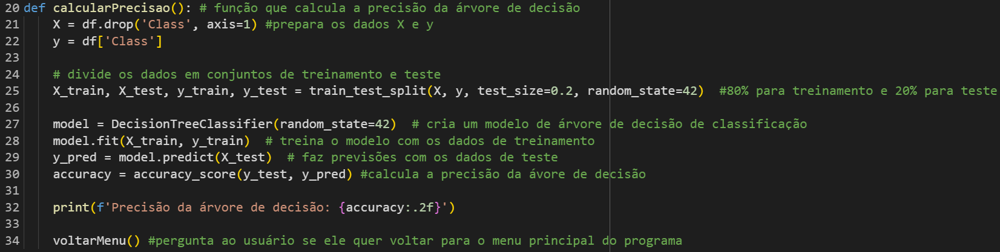 20 def calcularPrecisao(): # função que calcula a precisão da árvore de decisão
21     X = df.drop('Class', axis=1) #prepara os dados X e y
22     y = df['Class']
23
24     # divide os dados em conjuntos de treinamento e teste
25     X_train, X_test, y_train, y_test = train_test_split(X, y, test_size=0.2, random_state=42)  #80% para treinamento e 20% para teste
26
27     model = DecisionTreeClassifier(random_state=42)  # cria um modelo de árvore de decisão de classificação
28     model.fit(X_train, y_train)  # treina o modelo com os dados de treinamento
29     y_pred = model.predict(X_test)  # faz previsões com os dados de teste
30     accuracy = accuracy_score(y_test, y_pred) #calcula a precisão da ávore de decisão
31
32     print(f'Precisão da árvore de decisão: {accuracy:.2f}')
33
34     voltarMenu() #pergunta ao usuário se ele quer voltar para o menu principal do programa